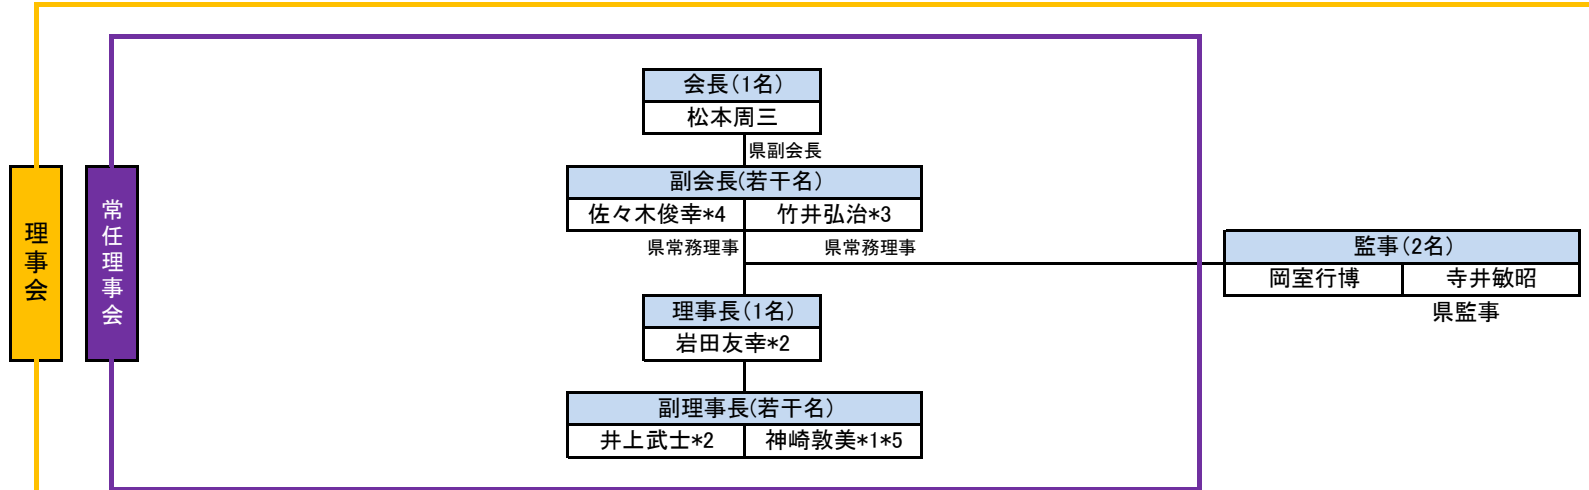 会長（1名）
松本周三
県副会長
副会長(若干名）
佐々木俊幸*4 竹井弘治*3
県常務理事 県常務理事
理事会
常任理事会
監事（2名）
岡室行博 寺井敏昭
県監事
理事長（1名）
岩田友幸*2
副理事長(若干名）
井上武士*2 神崎敦美*1*5